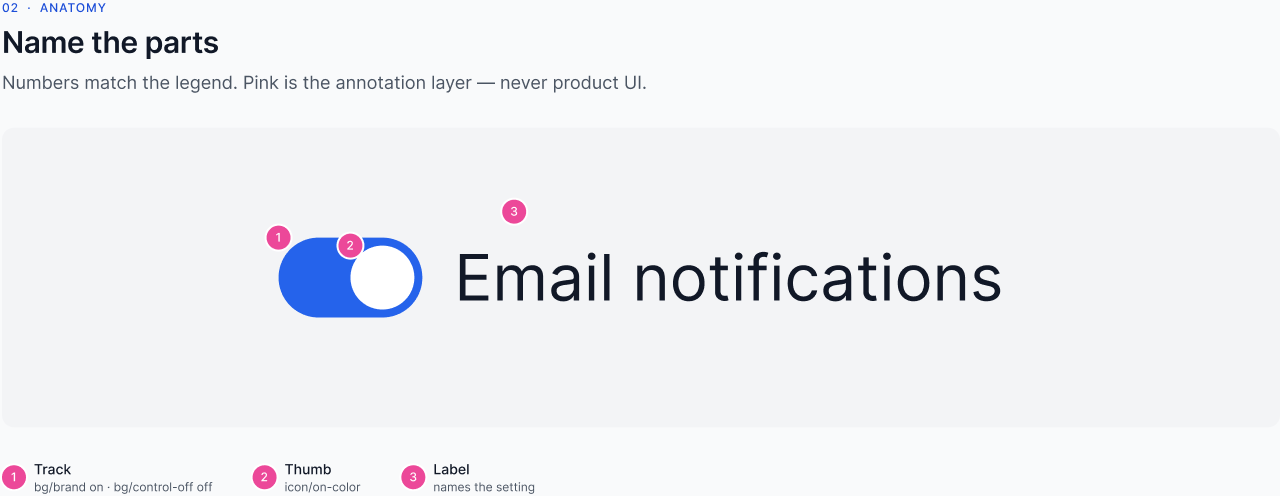 02 · ANATOMY
Name the parts
Numbers match the legend. Pink is the annotation layer — never product UI.
1
2
3
Email notifications
1 Track
bg/brand on · bg/control-off off
2 Thumb
icon/on-color
3 Label
names the setting